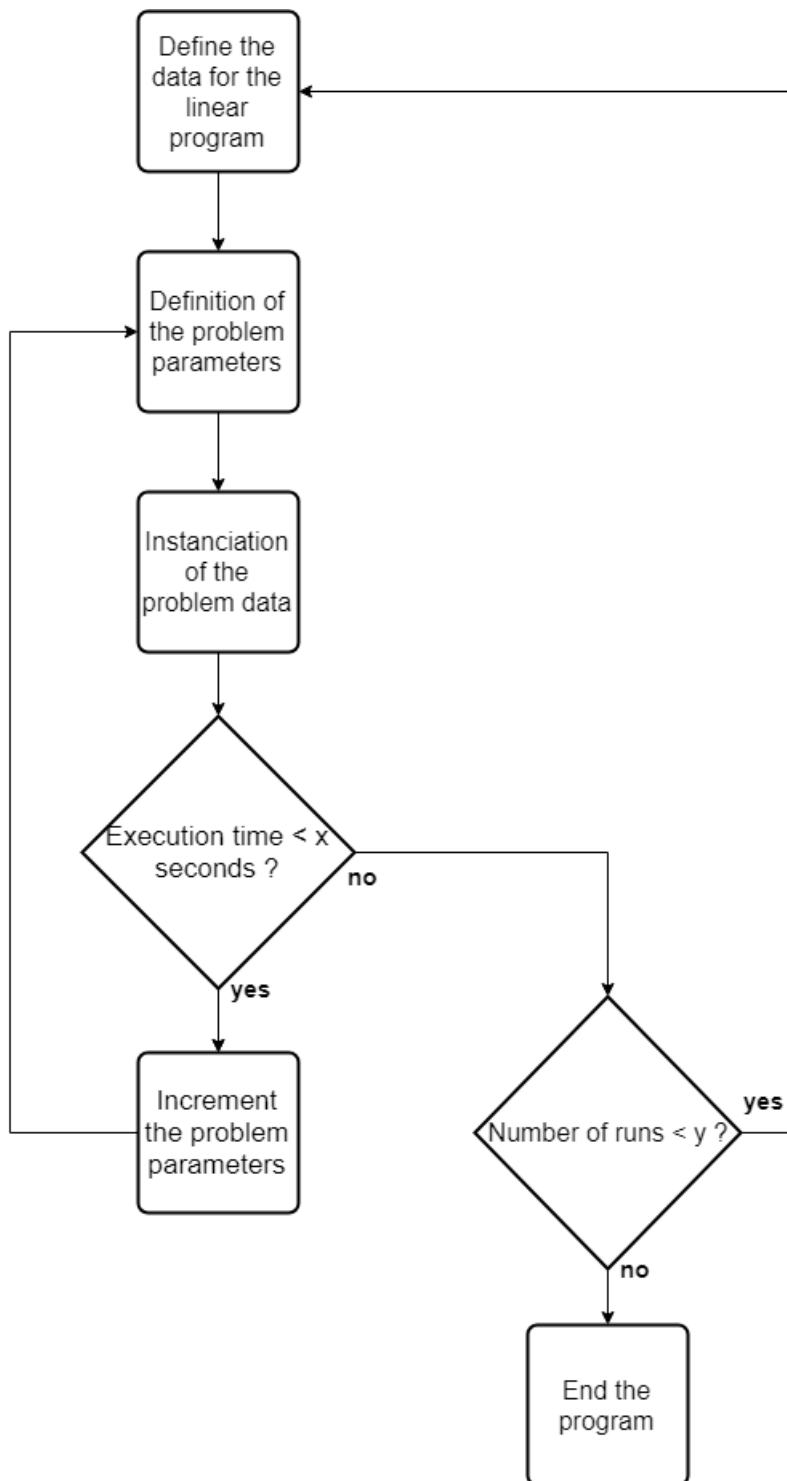 Define the
data for the
linear
program
Definition of
the problem
parameters
Instanciation
of the
problem data
Execution time < x
seconds ?
no
yes
Increment
the problem
parameters
Number of runs < y ?
yes
no
End the
program